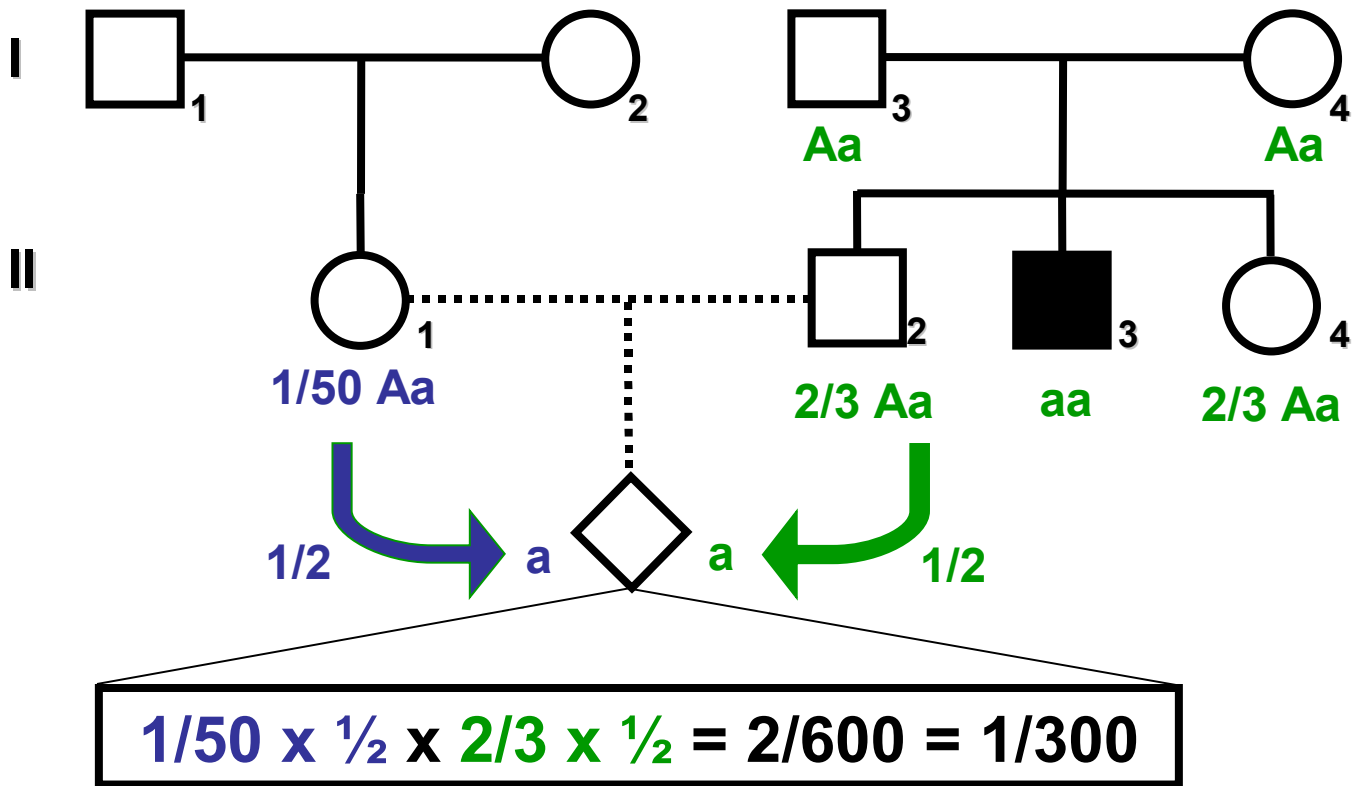 I
1
2
3
4
Aa
Aa
II
1
2
3
4
1/50 Aa
2/3 Aa
aa
2/3 Aa
1/2
a
a
1/2
1/50 x ½ x 2/3 x ½ = 2/600 = 1/300